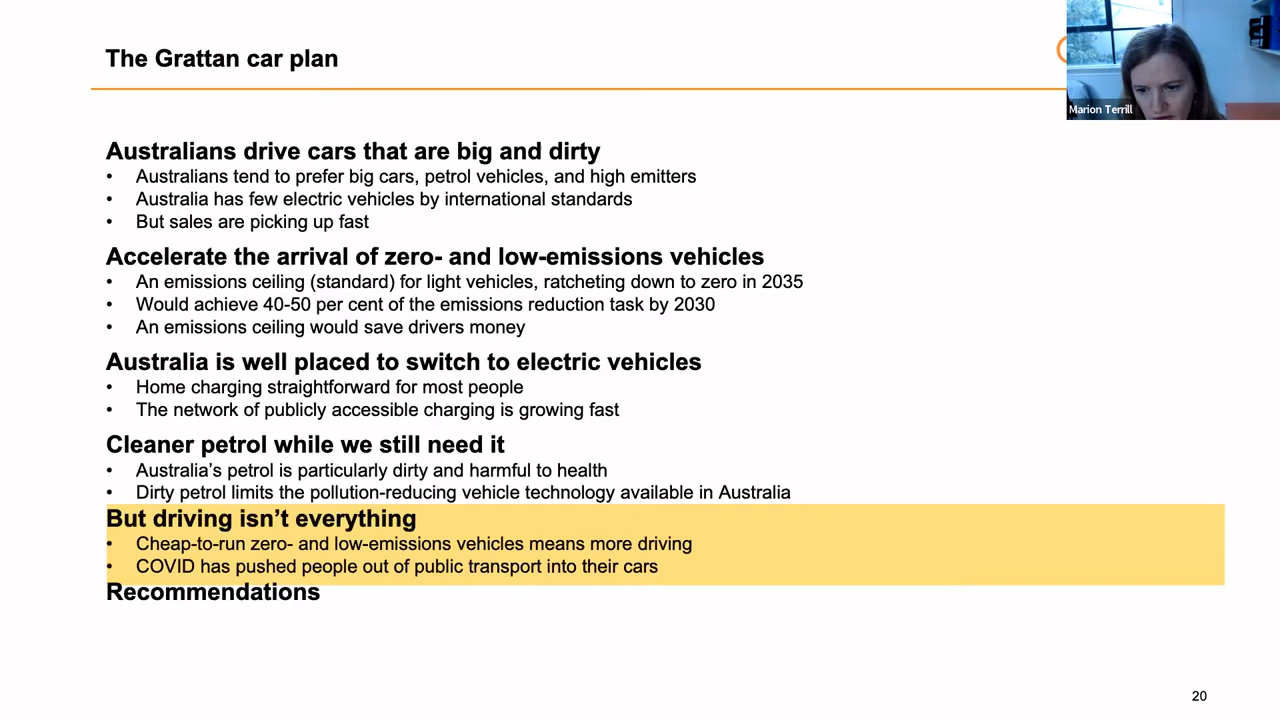 The Grattan car plan
Marion Terrill
Australians drive cars that are big and dirty
• Australians tend to prefer big cars, petrol vehicles, and high emitters
• Australia has few electric vehicles by international standards
• But sales are picking up fast
Accelerate the arrival of zero- and low-emissions vehicles
• An emissions ceiling (standard) for light vehicles, ratcheting down to zero in 2035
• Would achieve 40-50 per cent of the emissions reduction task by 2030
• An emissions ceiling would save drivers money
Australia is well placed to switch to electric vehicles
• Home charging straightforward for most people
• The network of publicly accessible charging is growing fast
Cleaner petrol while we still need it
• Australia’s petrol is particularly dirty and harmful to health
• Dirty petrol limits the pollution-reducing vehicle technology available in Australia
But driving isn’t everything
• Cheap-to-run zero- and low-emissions vehicles means more driving
• COVID has pushed people out of public transport into their cars
Recommendations
20